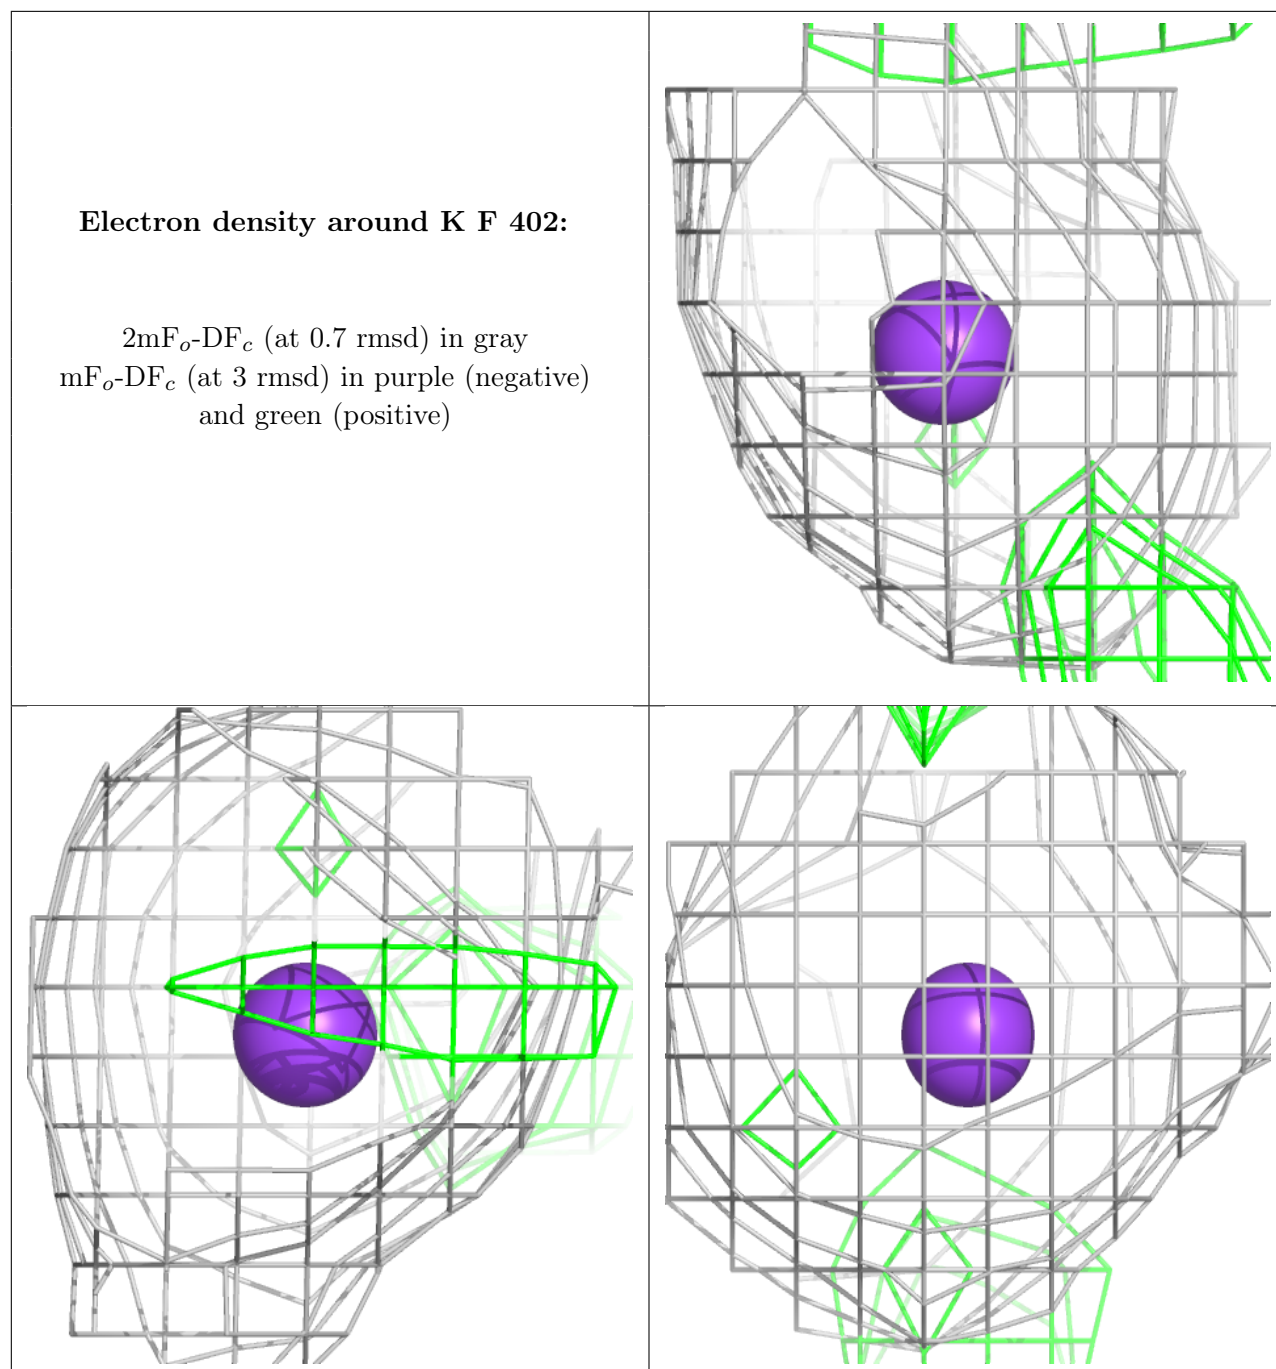 Electron density around K F 402:
2mFo-DFc (at 0.7 rmsd) in gray
mFo-DFc (at 3 rmsd) in purple (negative)
and green (positive)